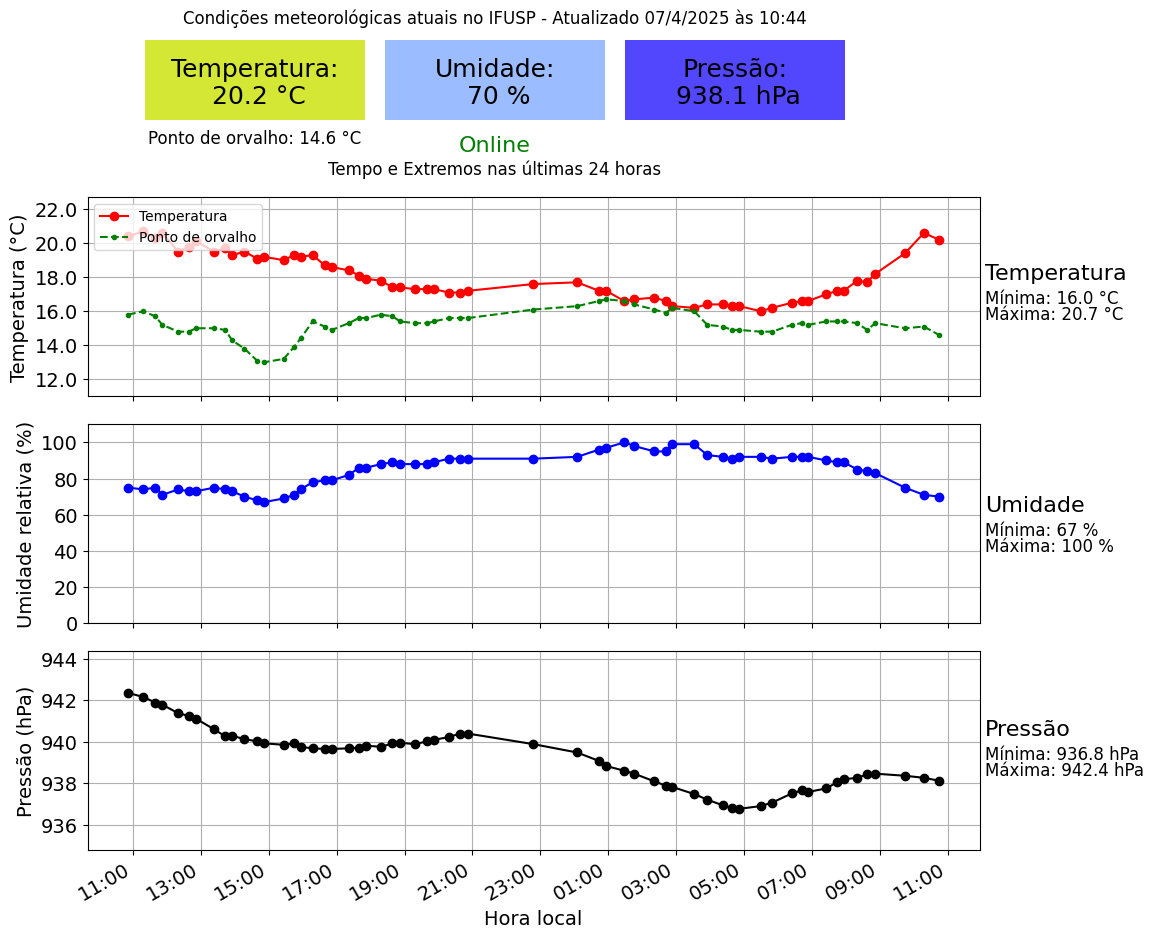 Condições meteorológicas atuais no IFUSP - Atualizado 07/4/2025 às 10:44
Temperatura:
20.2 °C
Umidade:
70 %
Pressão:
938.1 hPa
Ponto de orvalho: 14.6 °C
Online
Tempo e Extremos nas últimas 24 horas
Temperatura (°C)
22.0
20.0
18.0
16.0
14.0
12.0
Temperatura
Ponto de orvalho
Temperatura
Mínima: 16.0 °C
Máxima: 20.7 °C
Umidade relativa (%)
100
80
60
40
20
0
Umidade
Mínima: 67 %
Máxima: 100 %
Pressão (hPa)
944
942
940
938
936
Pressão
Mínima: 936.8 hPa
Máxima: 942.4 hPa
11:00 13:00 15:00 17:00 19:00 21:00 23:00 01:00 03:00 05:00 07:00 09:00 11:00
Hora local